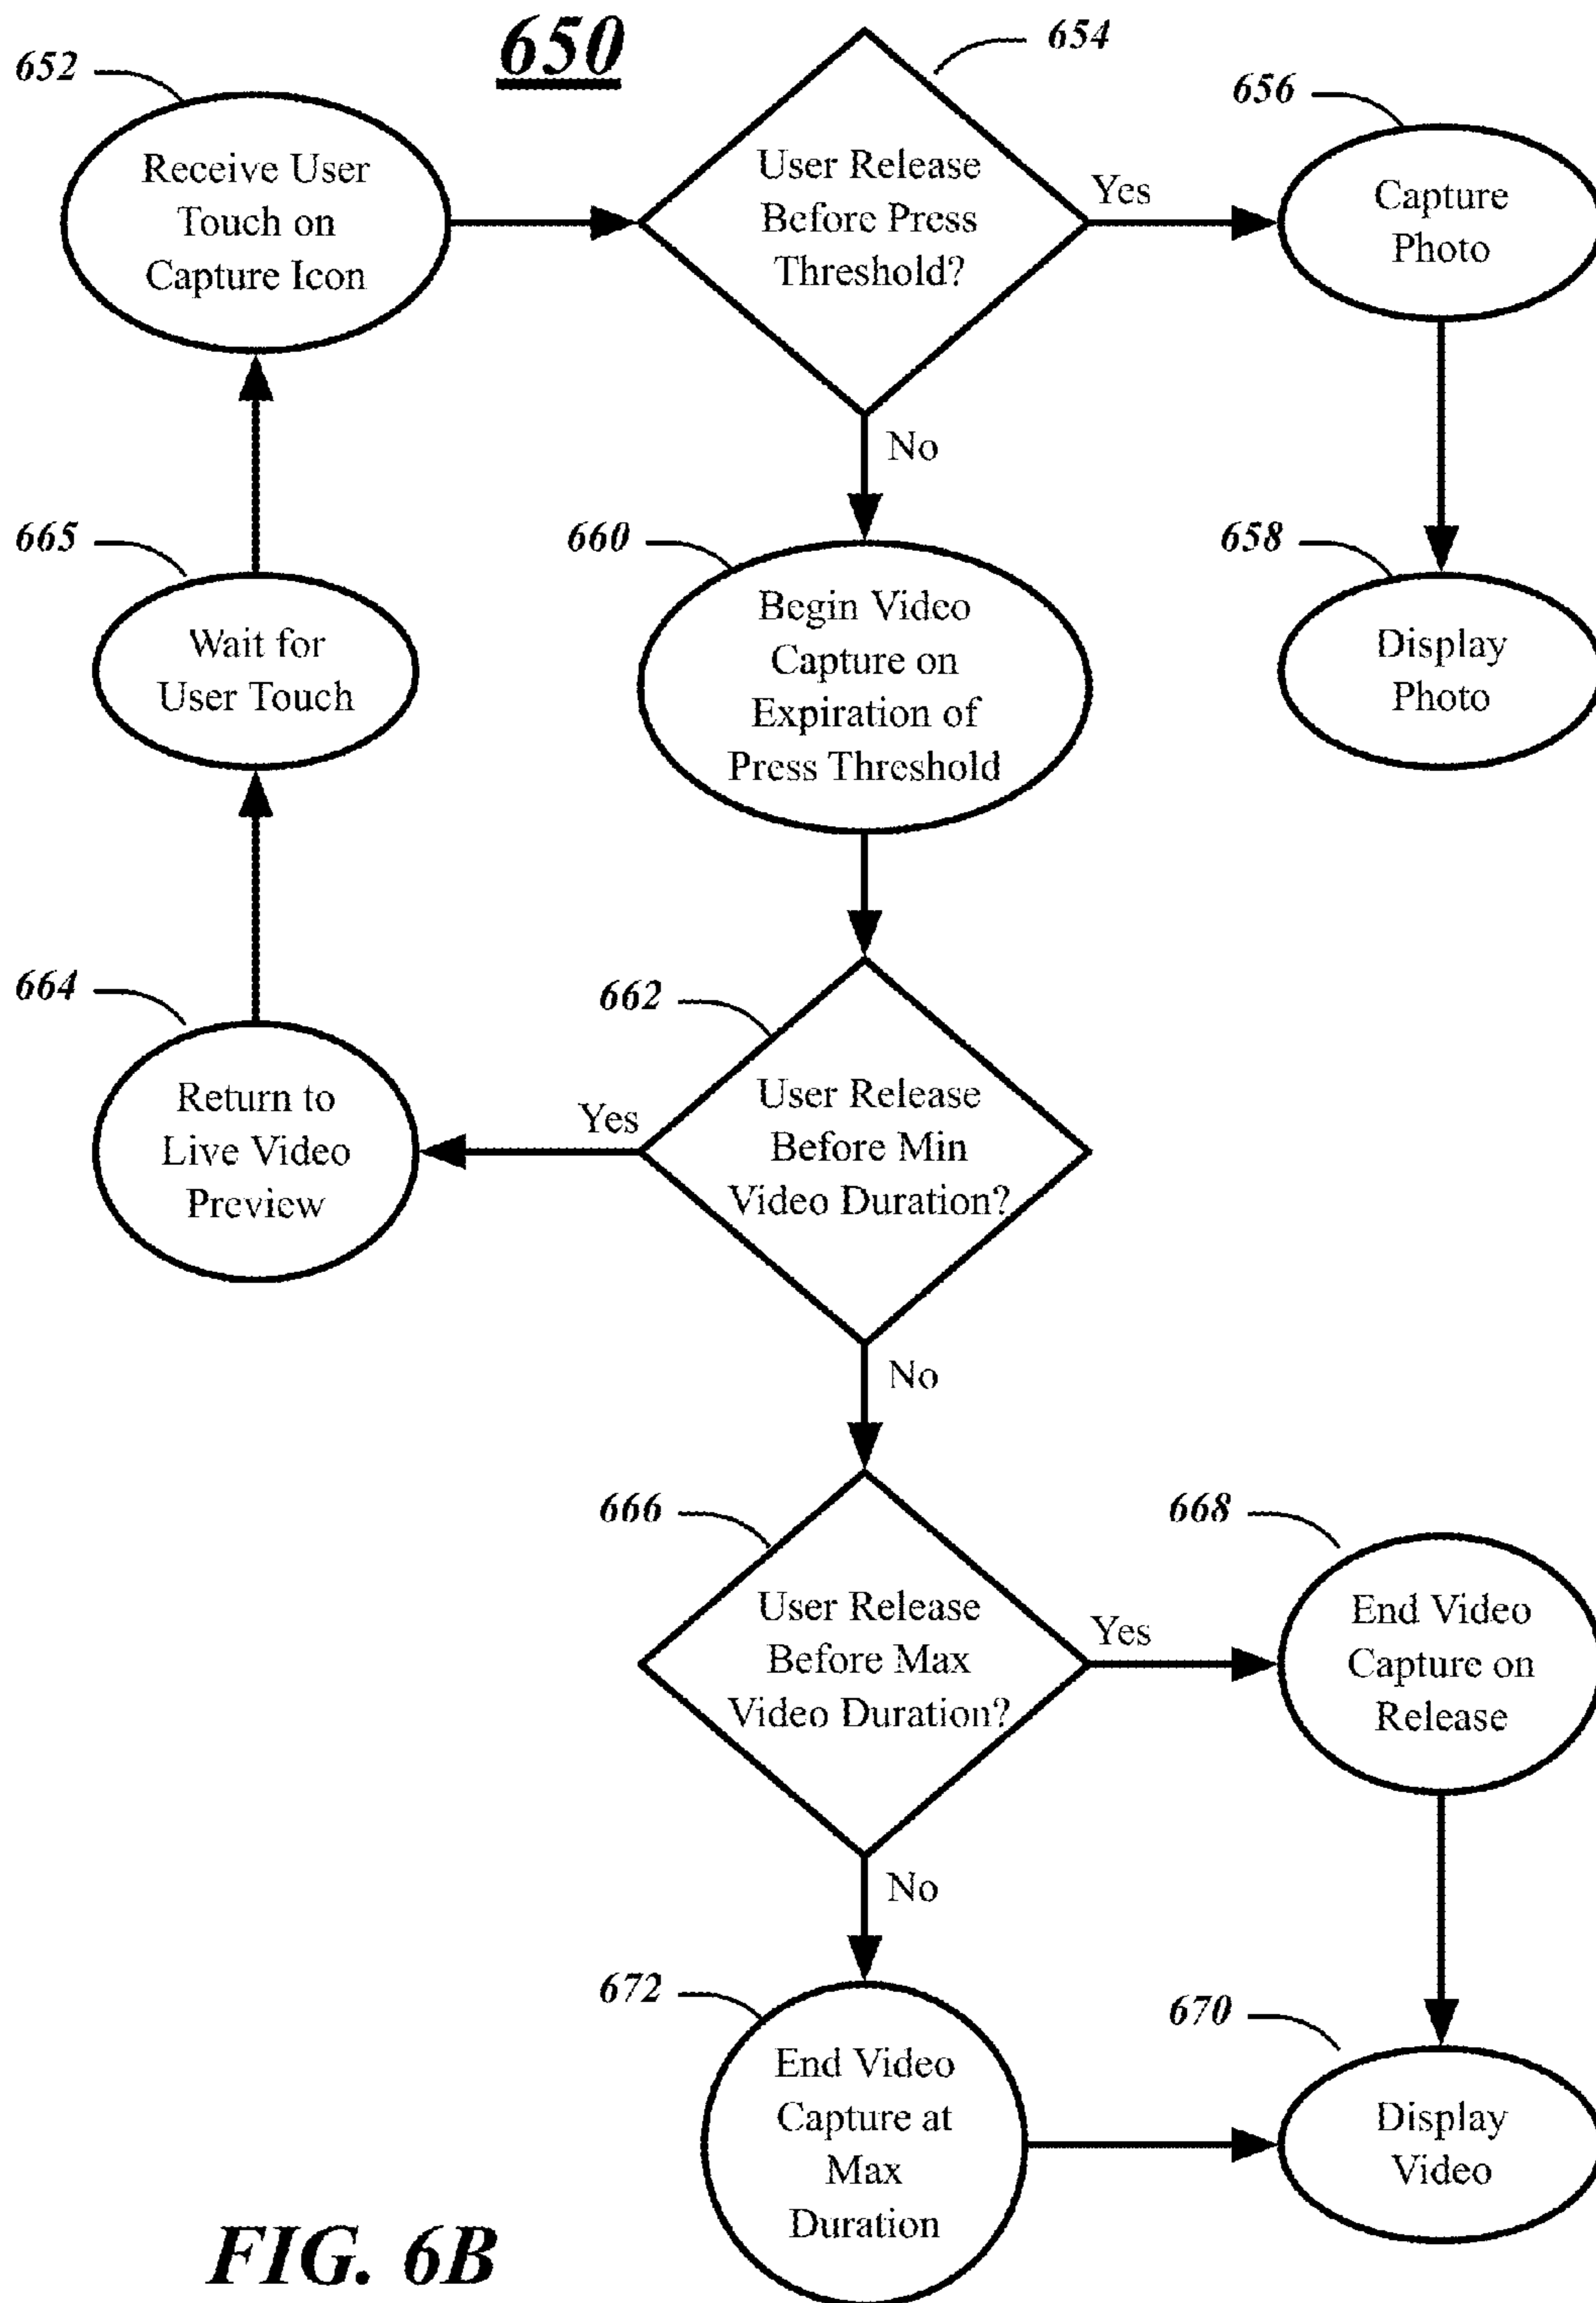 650
652
Receive User
Touch on
Capture Icon
654
User Release
Before Press
Threshold?
Yes
656
Capture
Photo
No
665
Wait for
User Touch
660
Begin Video
Capture on
Expiration of
Press Threshold
658
Display
Photo
664
Return to
Live Video
Preview
Yes
662
User Release
Before Min
Video Duration?
No
666
User Release
Before Max
Video Duration?
Yes
668
End Video
Capture on
Release
No
672
End Video
Capture at
Max
Duration
670
Display
Video
FIG. 6B